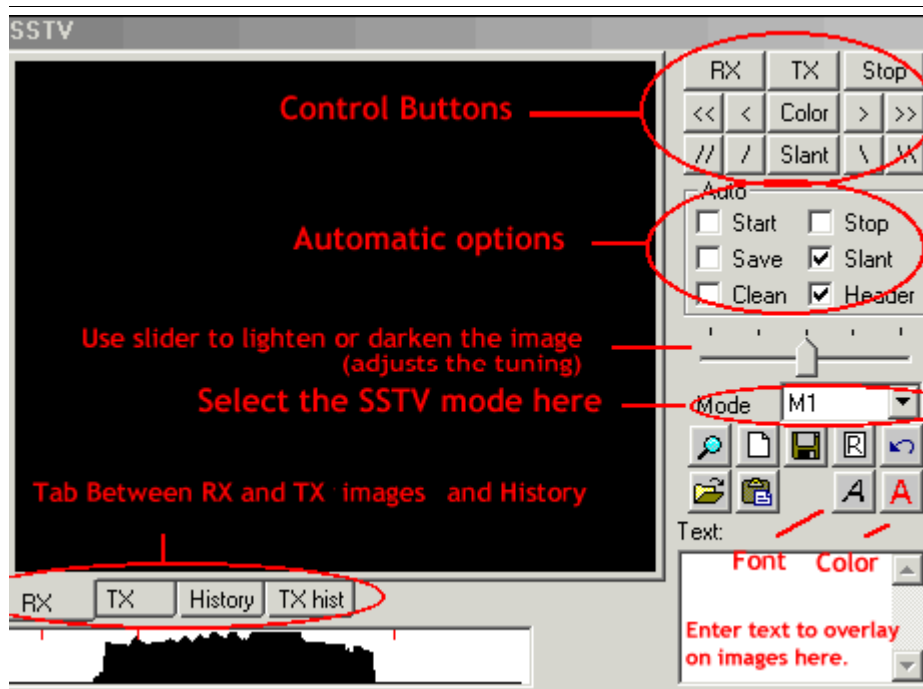 SSTV
RX TX Stop
Control Buttons
<< < Color > >>
// / Slant \ \\
Auto
Start Stop
Automatic options
Save Slant
Clean Header
Use slider to lighten or darken the image
(adjusts the tuning)
Select the SSTV mode here
Mode M1
R
Tab Between RX and TX images and History
A A
Text:
Font Color
RX TX History TX hist
Enter text to overlay
on images here.